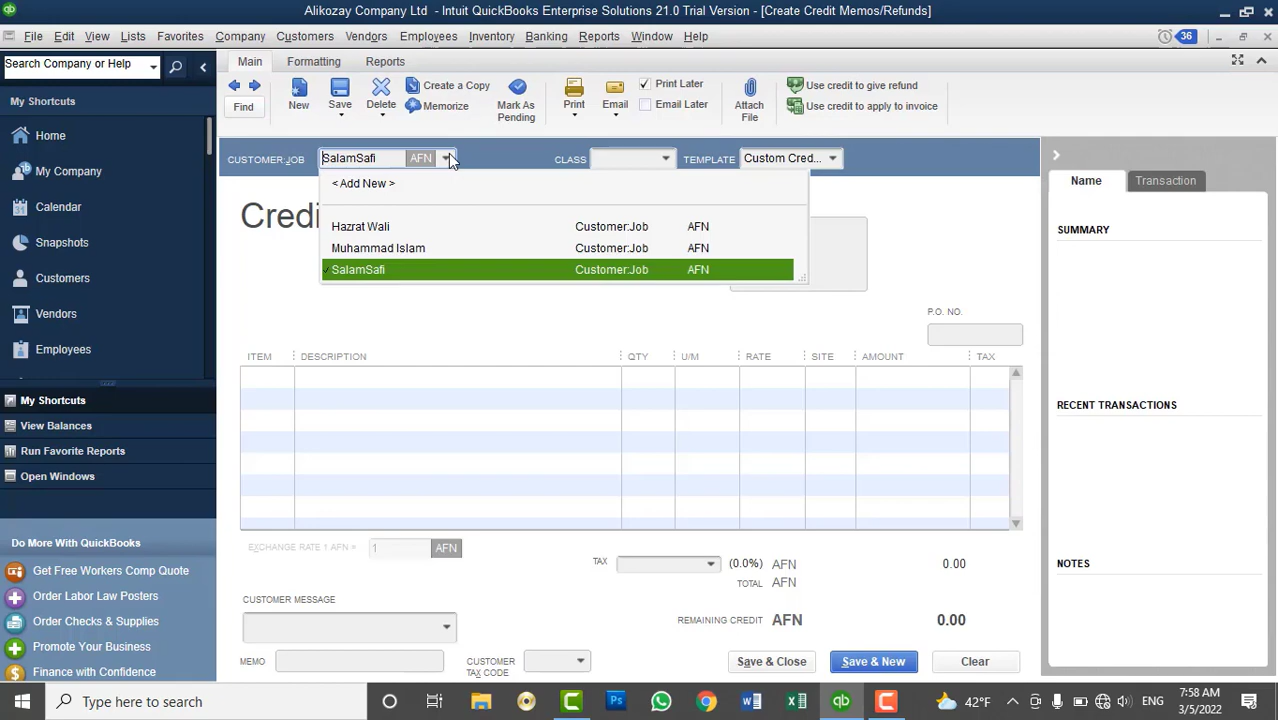 Alikozay Company Ltd - Intuit QuickBooks Enterprise Solutions 21.0 Trial Version - [Create Credit Memos/Refunds]
File Edit View Lists Favorites Company Customers Vendors Employees Inventory Banking Reports Window Help 36
Search Company or Help
Main Formatting Reports
Find New Save Delete Create a Copy Memorize Mark As Pending Print Email Print Later Email Later Attach File Use credit to give refund Use credit to apply to invoice
My Shortcuts
Home
My Company
Calendar
Snapshots
Customers
Vendors
Employees
My Shortcuts
View Balances
Run Favorite Reports
Open Windows
Do More With QuickBooks
Get Free Workers Comp Quote
Order Labor Law Posters
Order Checks & Supplies
Promote Your Business
Finance with Confidence
CUSTOMER:JOB SalamSafi AFN CLASS TEMPLATE Custom Cred...
< Add New >
Hazrat Wali Customer:Job AFN
Muhammad Islam Customer:Job AFN
SalamSafi Customer:Job AFN
Credi
P.O. NO.
ITEM DESCRIPTION QTY U/M RATE SITE AMOUNT TAX
EXCHANGE RATE 1 AFN = 1 AFN
TAX (0.0%) AFN 0.00
TOTAL AFN
CUSTOMER MESSAGE
REMAINING CREDIT AFN 0.00
MEMO CUSTOMER TAX CODE
Save & Close Save & New Clear
Name Transaction
SUMMARY
RECENT TRANSACTIONS
NOTES
Type here to search
42°F ENG 7:58 AM
3/5/2022